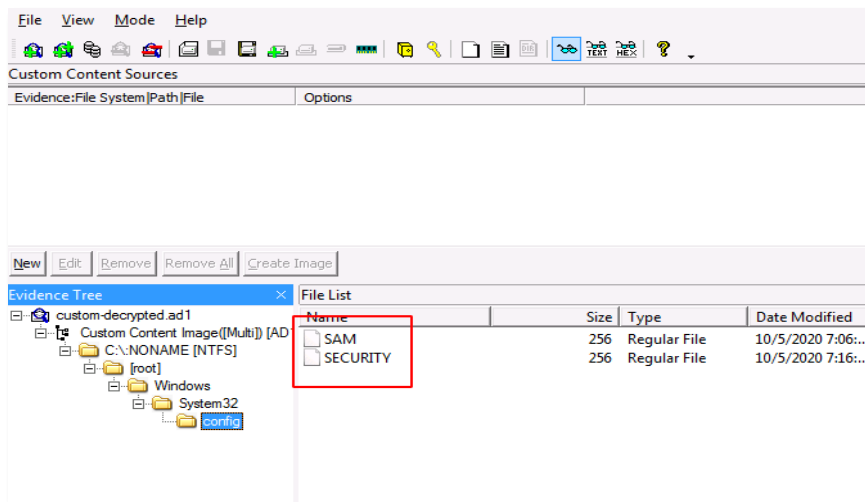 File View Mode Help
TEXT HEX
Custom Content Sources
Evidence:File System|Path|File Options
New Edit Remove Remove All Create Image
Evidence Tree × File List
Name Size Type Date Modified
custom-decrypted.ad1
SAM 256 Regular File 10/5/2020 7:06:..
Custom Content Image([Multi]) [AD1
SECURITY 256 Regular File 10/5/2020 7:16:..
C:\:NONAME [NTFS]
[root]
Windows
System32
config